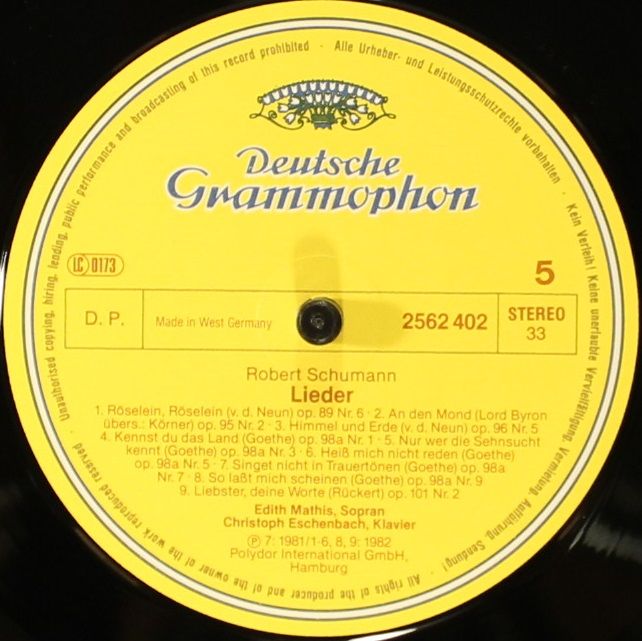 Unauthorised copying, hiring, lending, public performance and broadcasting of this record prohibited · Alle Urheber- und Leistungsschutzrechte vorbehalten · Kein Verleih! Keine unerlaubte Vervielfältigung, Vermietung, Aufführung, Sendung! · All rights of the producer and of the owner of the work reproduced reserved ·
Deutsche
Grammophon
LC 0173
5
D. P.
Made in West Germany
2562 402
STEREO
33
Robert Schumann
Lieder
1. Röselein, Röselein (v. d. Neun) op. 89 Nr. 6 · 2. An den Mond (Lord Byron
übers.: Körner) op. 95 Nr. 2 · 3. Himmel und Erde (v. d. Neun) op. 96 Nr. 5
4. Kennst du das Land (Goethe) op. 98a Nr. 1 · 5. Nur wer die Sehnsucht
kennt (Goethe) op. 98a Nr. 3 · 6. Heiß mich nicht reden (Goethe)
op. 98a Nr. 5 · 7. Singet nicht in Trauertönen (Goethe) op. 98a
Nr. 7 · 8. So laßt mich scheinen (Goethe) op. 98a Nr. 9
9. Liebster, deine Worte (Rückert) op. 101 Nr. 2
Edith Mathis, Sopran
Christoph Eschenbach, Klavier
Ⓟ 7: 1981/1-6, 8, 9: 1982
Polydor International GmbH,
Hamburg